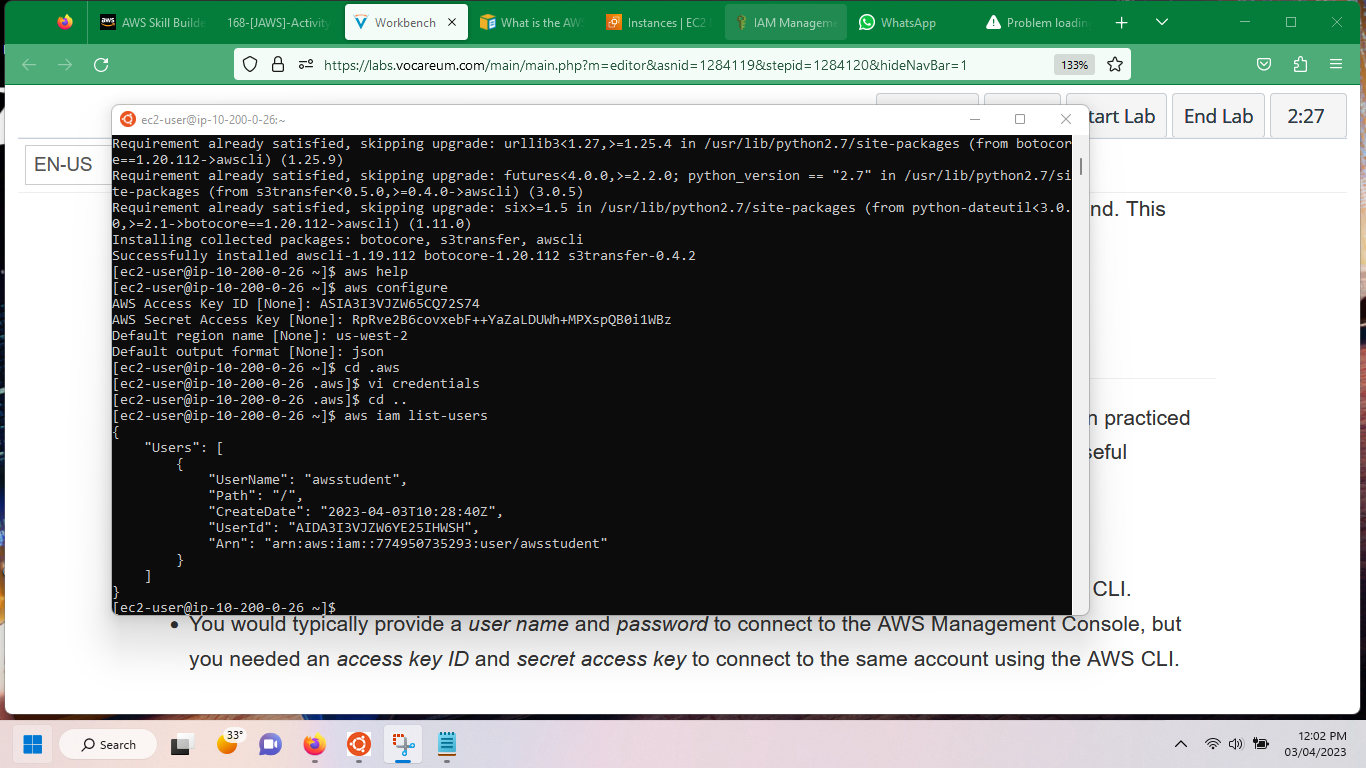 AWS Skill Builde
168-[JAWS]-Activity
Workbench
What is the AWS
Instances | EC2
IAM Manageme
WhatsApp
Problem loadin
https://labs.vocareum.com/main/main.php?m=editor&asnid=1284119&stepid=1284120&hideNavBar=1
133%
tart Lab
End Lab
2:27
EN-US
ec2-user@ip-10-200-0-26:~
Requirement already satisfied, skipping upgrade: urllib3<1.27,>=1.25.4 in /usr/lib/python2.7/site-packages (from botocor
e==1.20.112->awscli) (1.25.9)
Requirement already satisfied, skipping upgrade: futures<4.0.0,>=2.2.0; python_version == "2.7" in /usr/lib/python2.7/si
te-packages (from s3transfer<0.5.0,>=0.4.0->awscli) (3.0.5)
Requirement already satisfied, skipping upgrade: six>=1.5 in /usr/lib/python2.7/site-packages (from python-dateutil<3.0.
0,>=2.1->botocore==1.20.112->awscli) (1.11.0)
Installing collected packages: botocore, s3transfer, awscli
Successfully installed awscli-1.19.112 botocore-1.20.112 s3transfer-0.4.2
[ec2-user@ip-10-200-0-26 ~]$ aws help
[ec2-user@ip-10-200-0-26 ~]$ aws configure
AWS Access Key ID [None]: ASIA3I3VJZW65CQ72S74
AWS Secret Access Key [None]: RpRve2B6covxebF++YaZaLDUWh+MPXspQB0i1WBz
Default region name [None]: us-west-2
Default output format [None]: json
[ec2-user@ip-10-200-0-26 ~]$ cd .aws
[ec2-user@ip-10-200-0-26 .aws]$ vi credentials
[ec2-user@ip-10-200-0-26 .aws]$ cd ..
[ec2-user@ip-10-200-0-26 ~]$ aws iam list-users
{
"Users": [
{
"UserName": "awsstudent",
"Path": "/",
"CreateDate": "2023-04-03T10:28:40Z",
"UserId": "AIDA3I3VJZW6YE25IHWSH",
"Arn": "arn:aws:iam::774950735293:user/awsstudent"
}
]
}
[ec2-user@ip-10-200-0-26 ~]$
nd. This
n practiced
seful
CLI.
• You would typically provide a user name and password to connect to the AWS Management Console, but
you needed an access key ID and secret access key to connect to the same account using the AWS CLI.
Search
33°
12:02 PM
03/04/2023